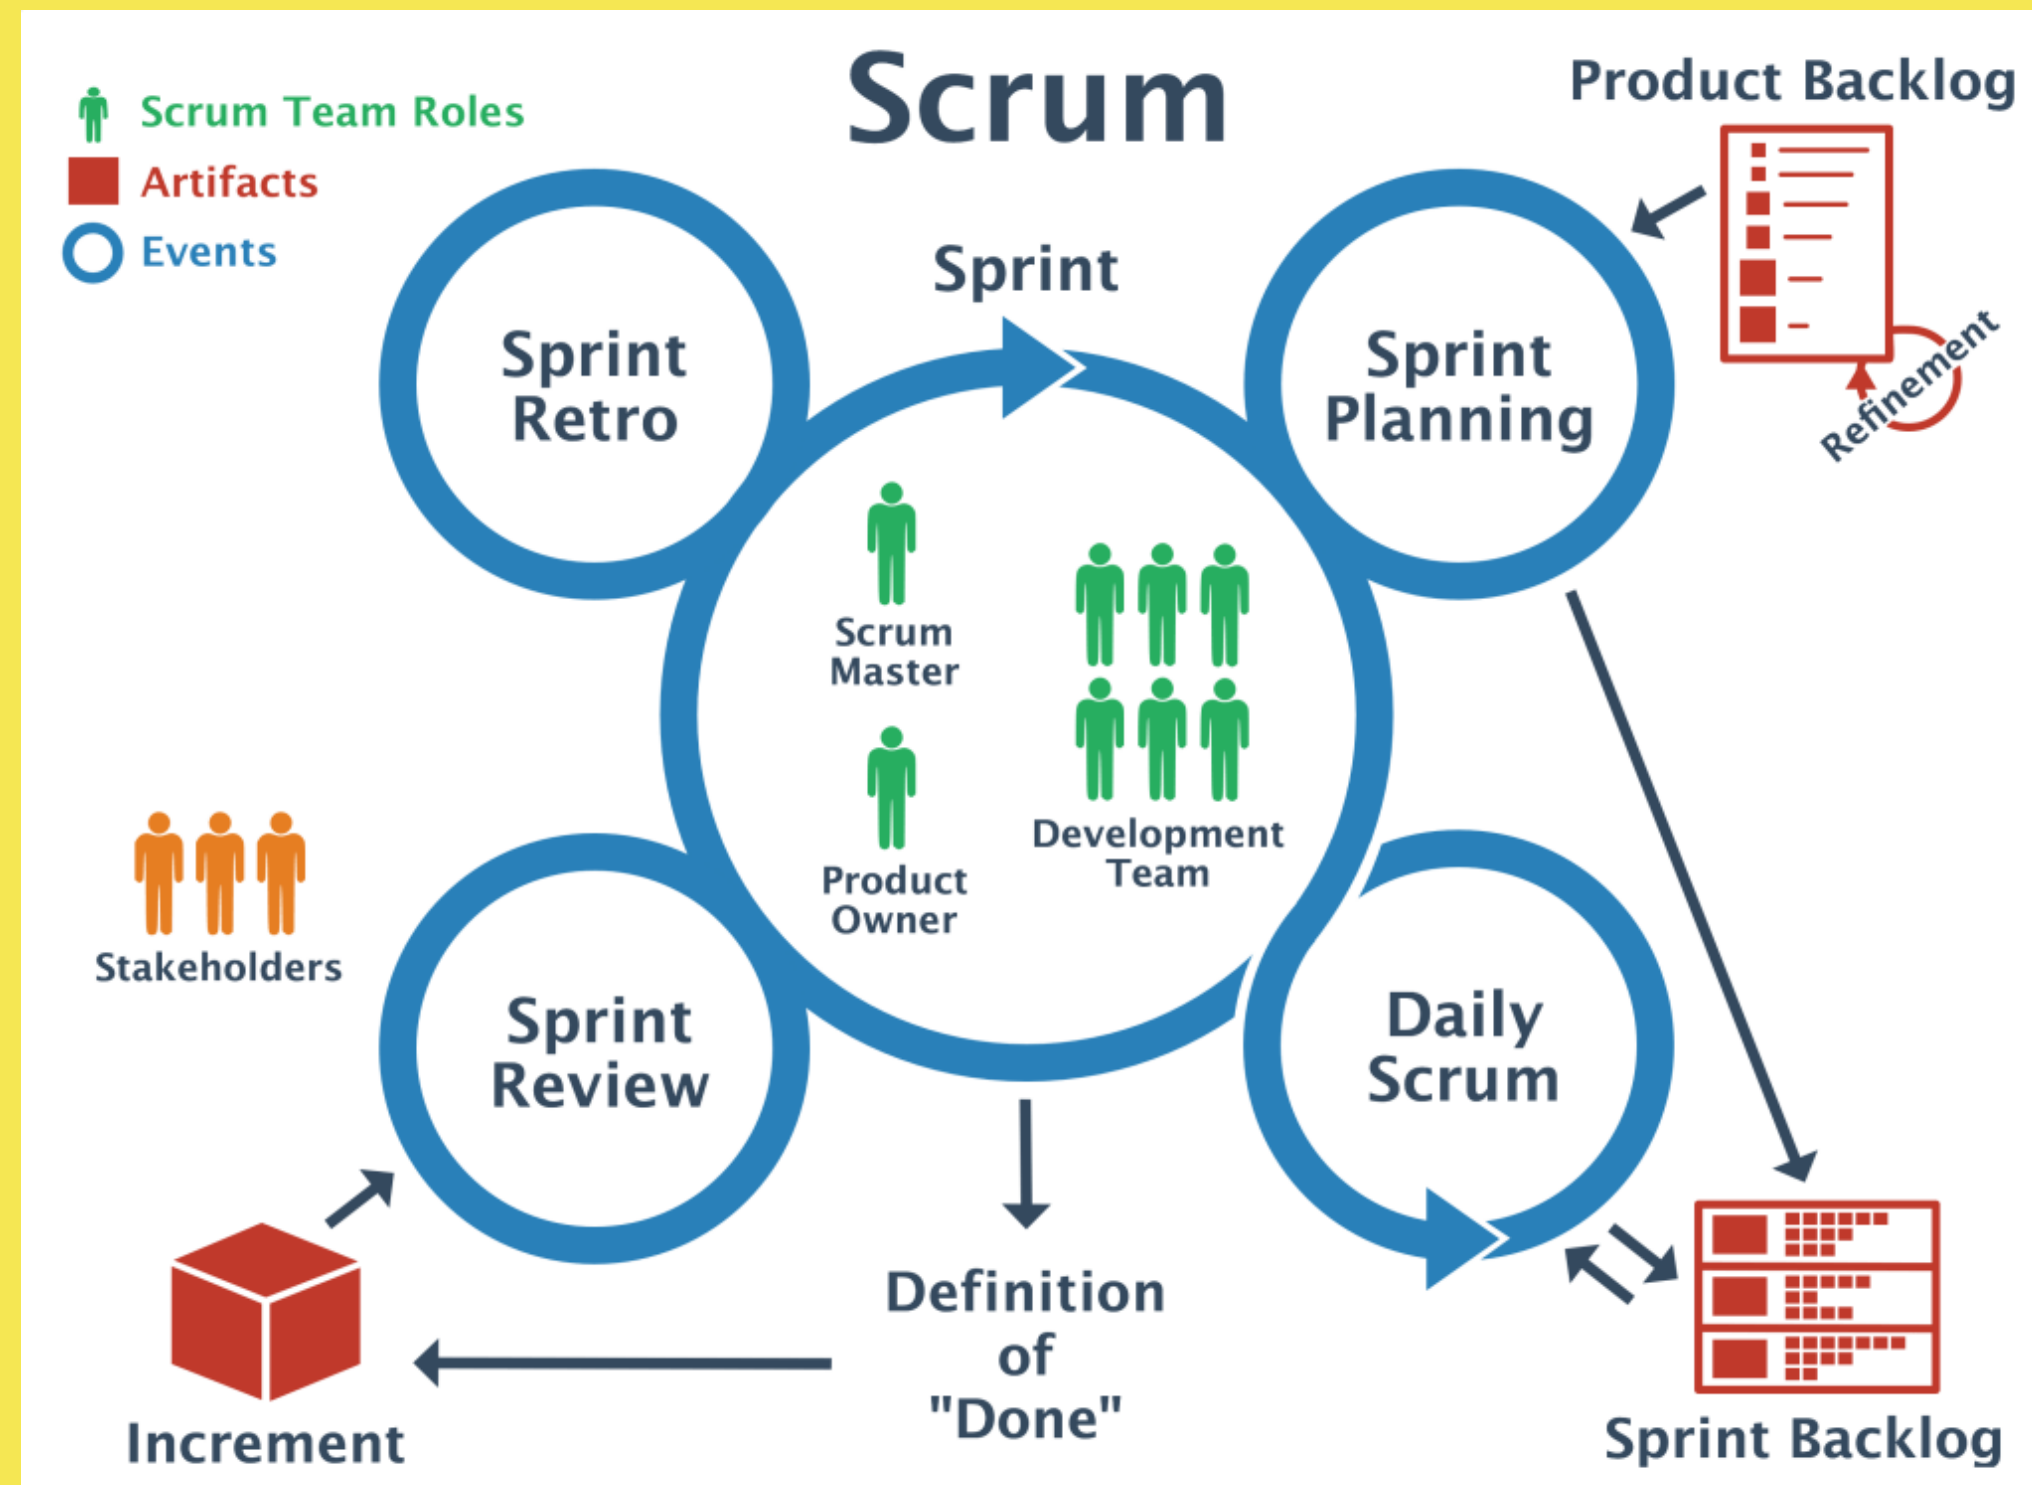 Scrum
Product Backlog
Scrum Team Roles
Artifacts
Events
Sprint
Sprint
Retro
Sprint
Planning
Refinement
Scrum
Master
Product
Owner
Development
Team
Stakeholders
Sprint
Review
Daily
Scrum
Definition
of
"Done"
Increment
Sprint Backlog